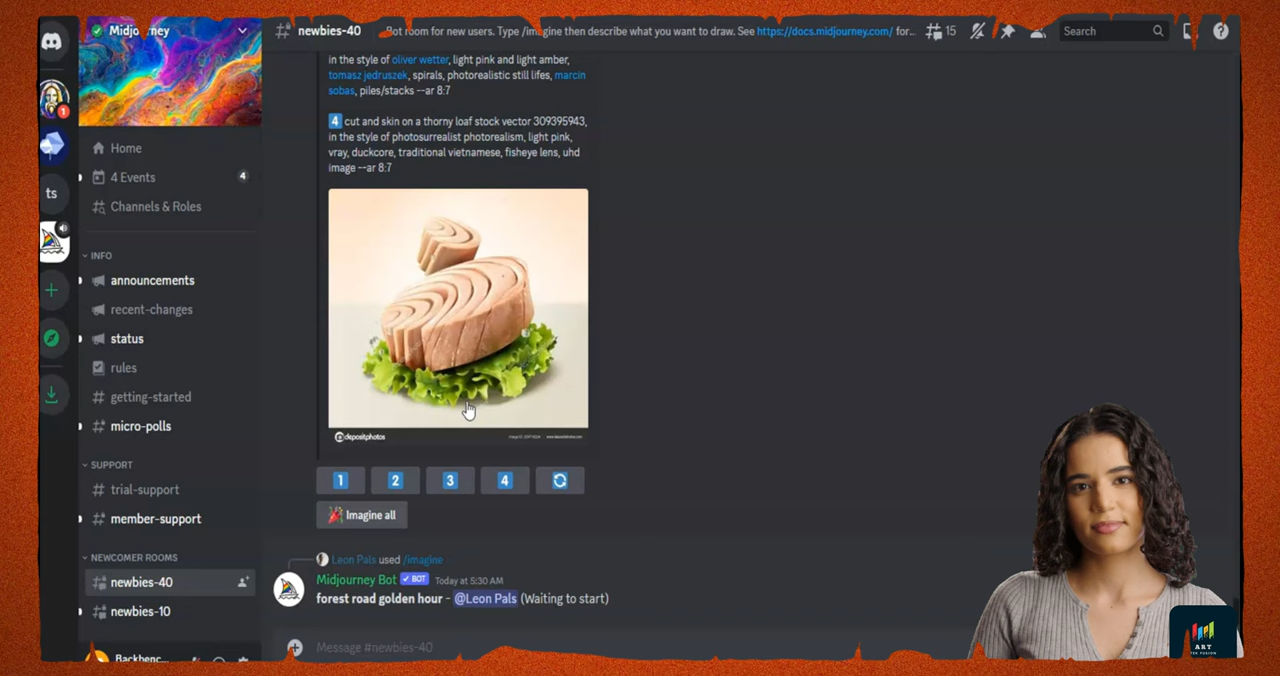 Midjourney
newbies-40
Bot room for new users. Type /imagine then describe what you want to draw. See https://docs.midjourney.com/ for...
15
Search
1
in the style of oliver wetter, light pink and light amber,
tomasz jedruszek, spirals, photorealistic still lifes, marcin
sobas, piles/stacks --ar 8:7
4 cut and skin on a thorny loaf stock vector 309395943,
in the style of photosurrealist photorealism, light pink,
vray, duckcore, traditional vietnamese, fisheye lens, uhd
image --ar 8:7
Home
4 Events
4
Channels & Roles
ts
INFO
announcements
recent-changes
status
rules
getting-started
micro-polls
SUPPORT
trial-support
member-support
NEWCOMER ROOMS
newbies-40
newbies-10
Backbenc...
depositphotos
1
2
3
4
Imagine all
Leon Pals used /imagine
Midjourney Bot BOT Today at 5:30 AM
forest road golden hour - @Leon Pals (Waiting to start)
Message #newbies-40
ART